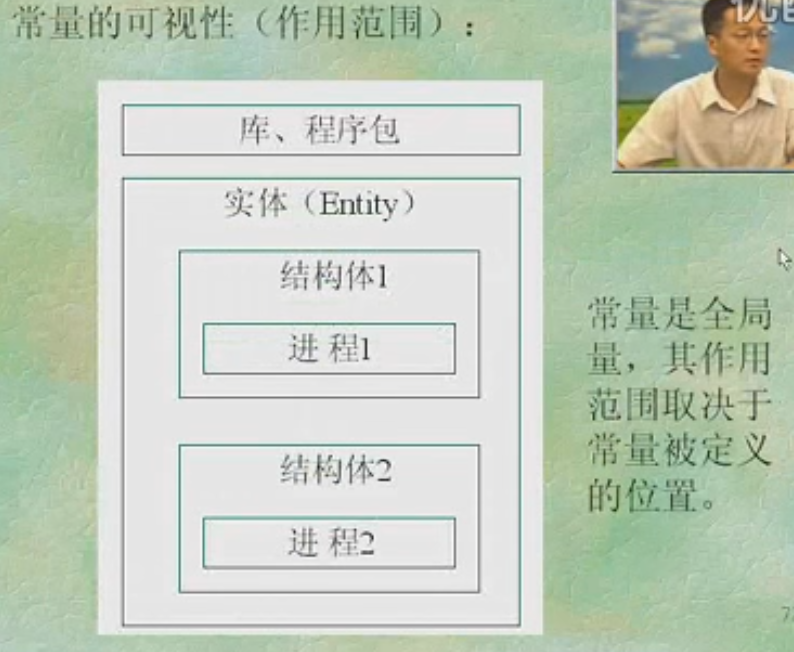 常量的可视性（作用范围）：
库、程序包
实体（Entity）
结构体1
进 程1
结构体2
进 程2
常量是全局
量，其作用
范围取决于
常量被定义
的位置。